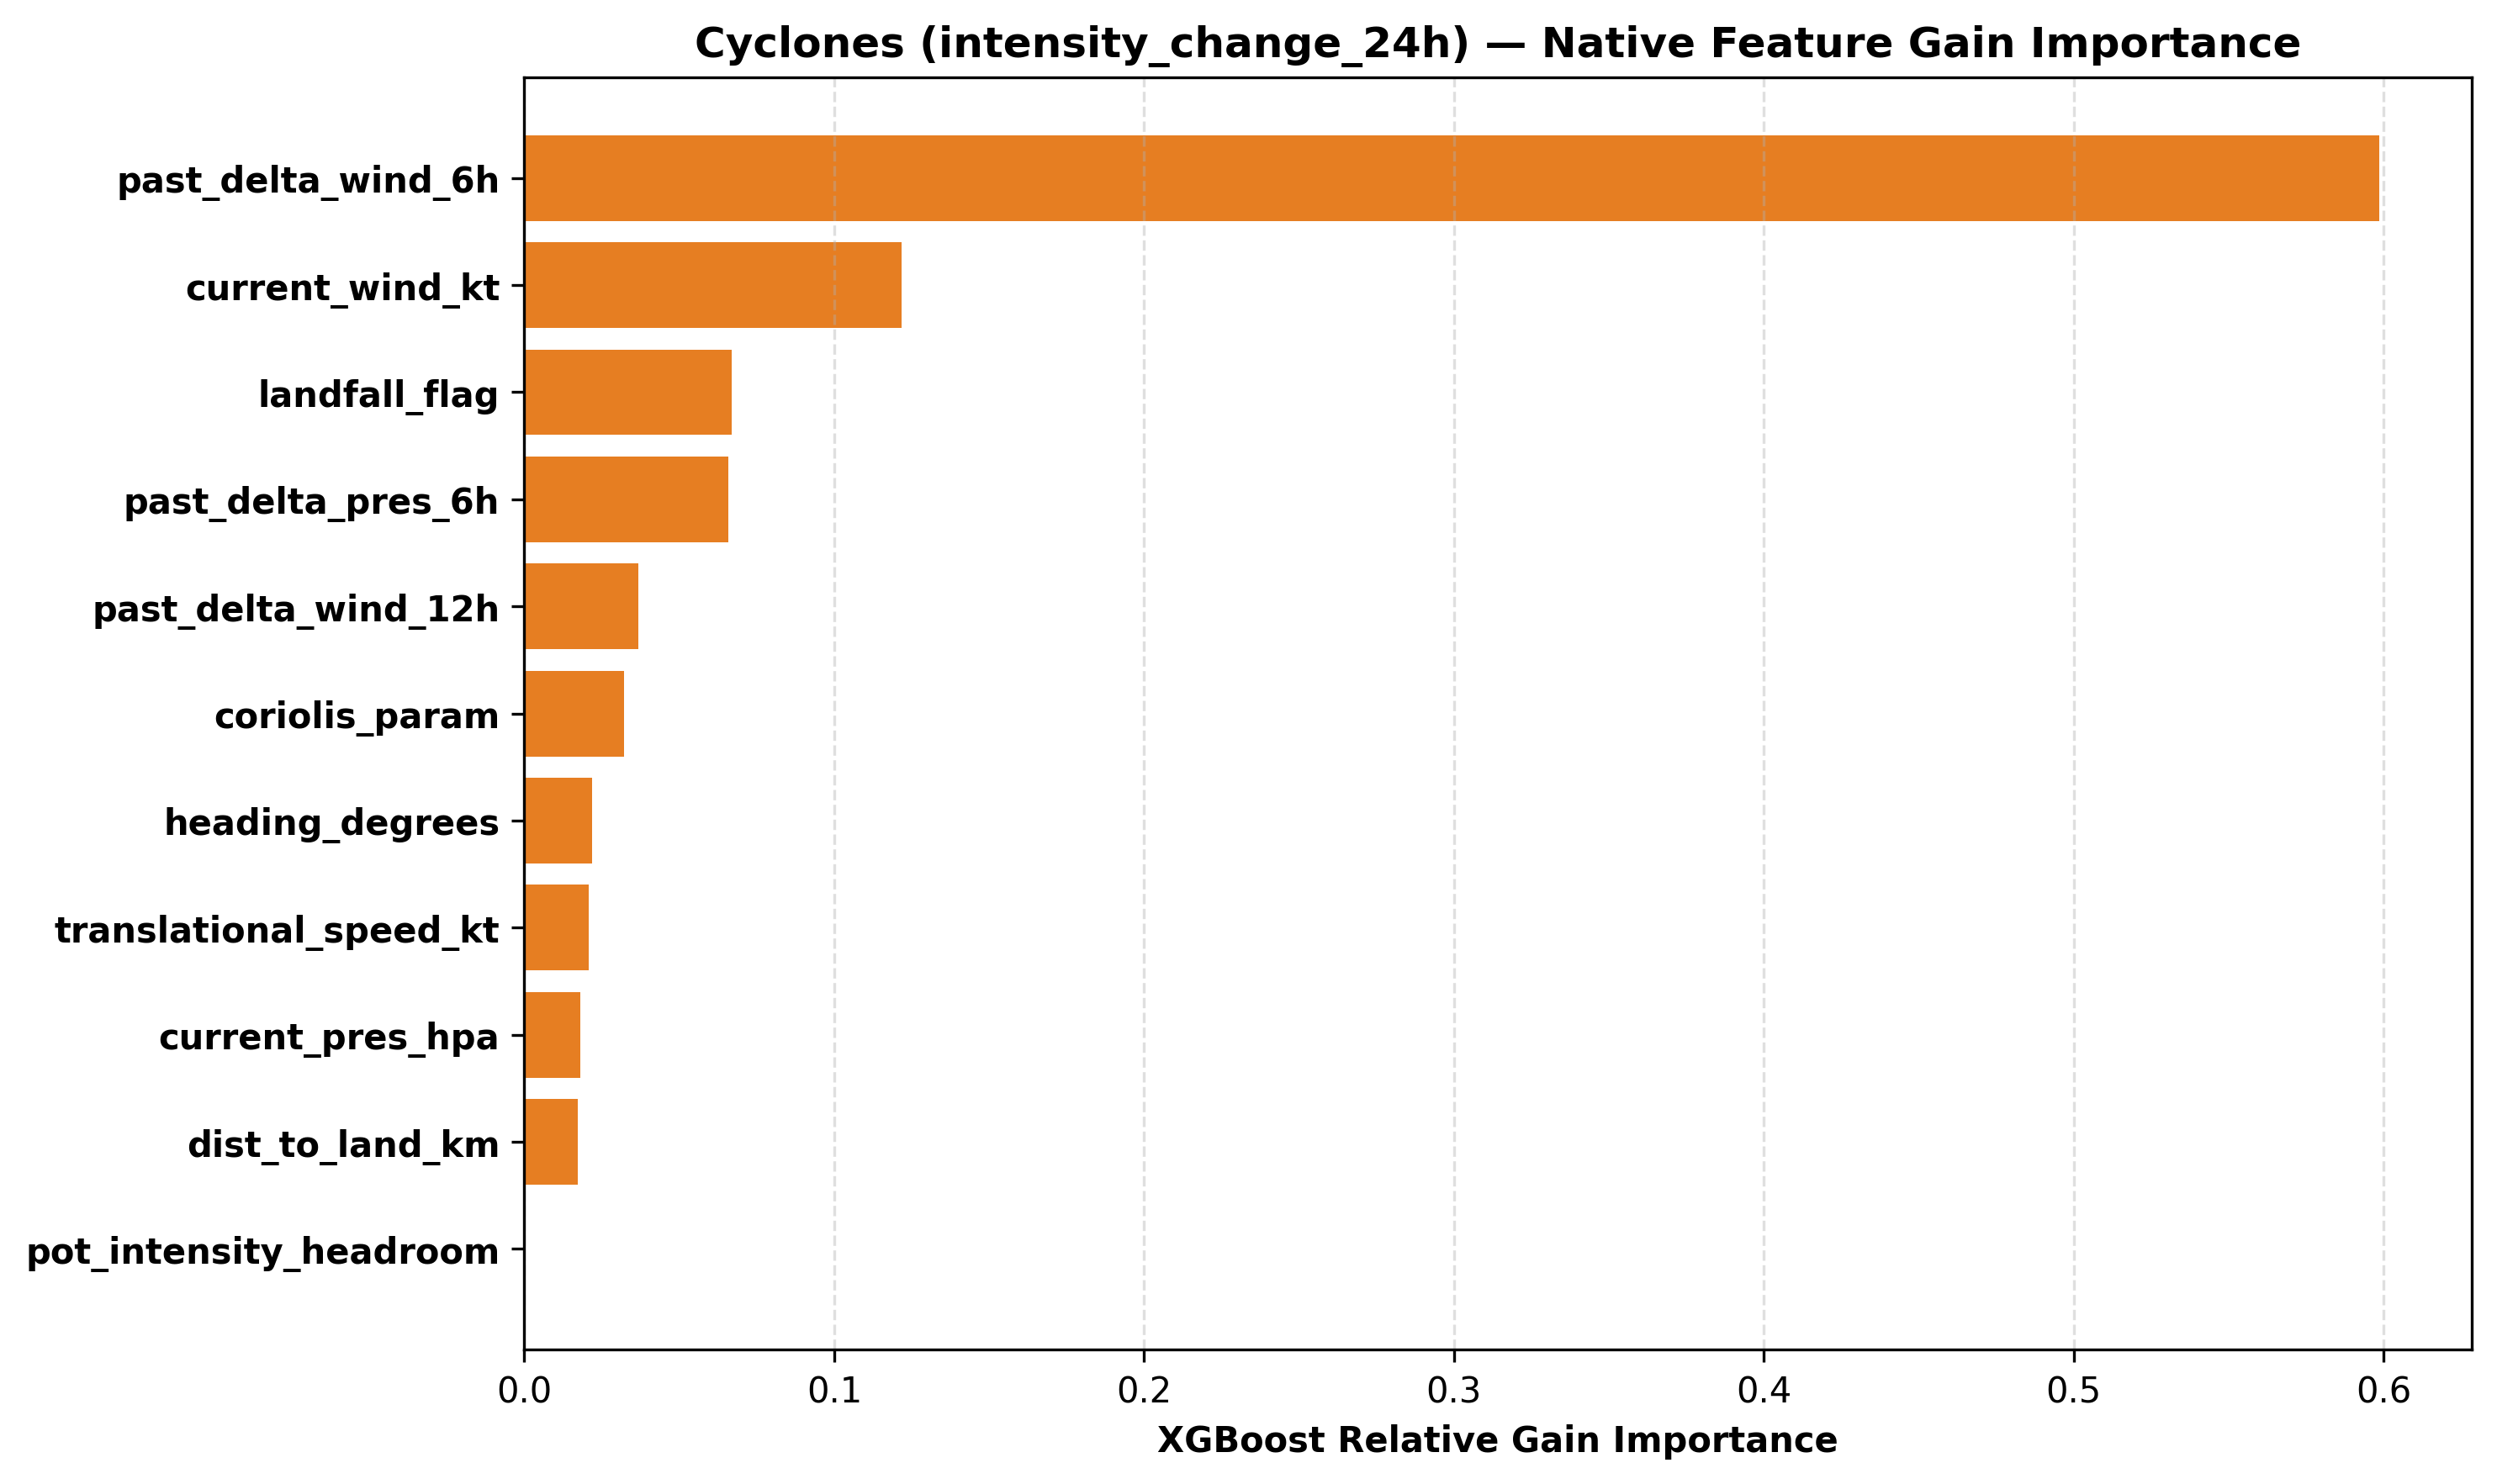 Cyclones (intensity_change_24h) — Native Feature Gain Importance
past_delta_wind_6h
current_wind_kt
landfall_flag
past_delta_pres_6h
past_delta_wind_12h
coriolis_param
heading_degrees
translational_speed_kt
current_pres_hpa
dist_to_land_km
pot_intensity_headroom
0.0 0.1 0.2 0.3 0.4 0.5 0.6
XGBoost Relative Gain Importance